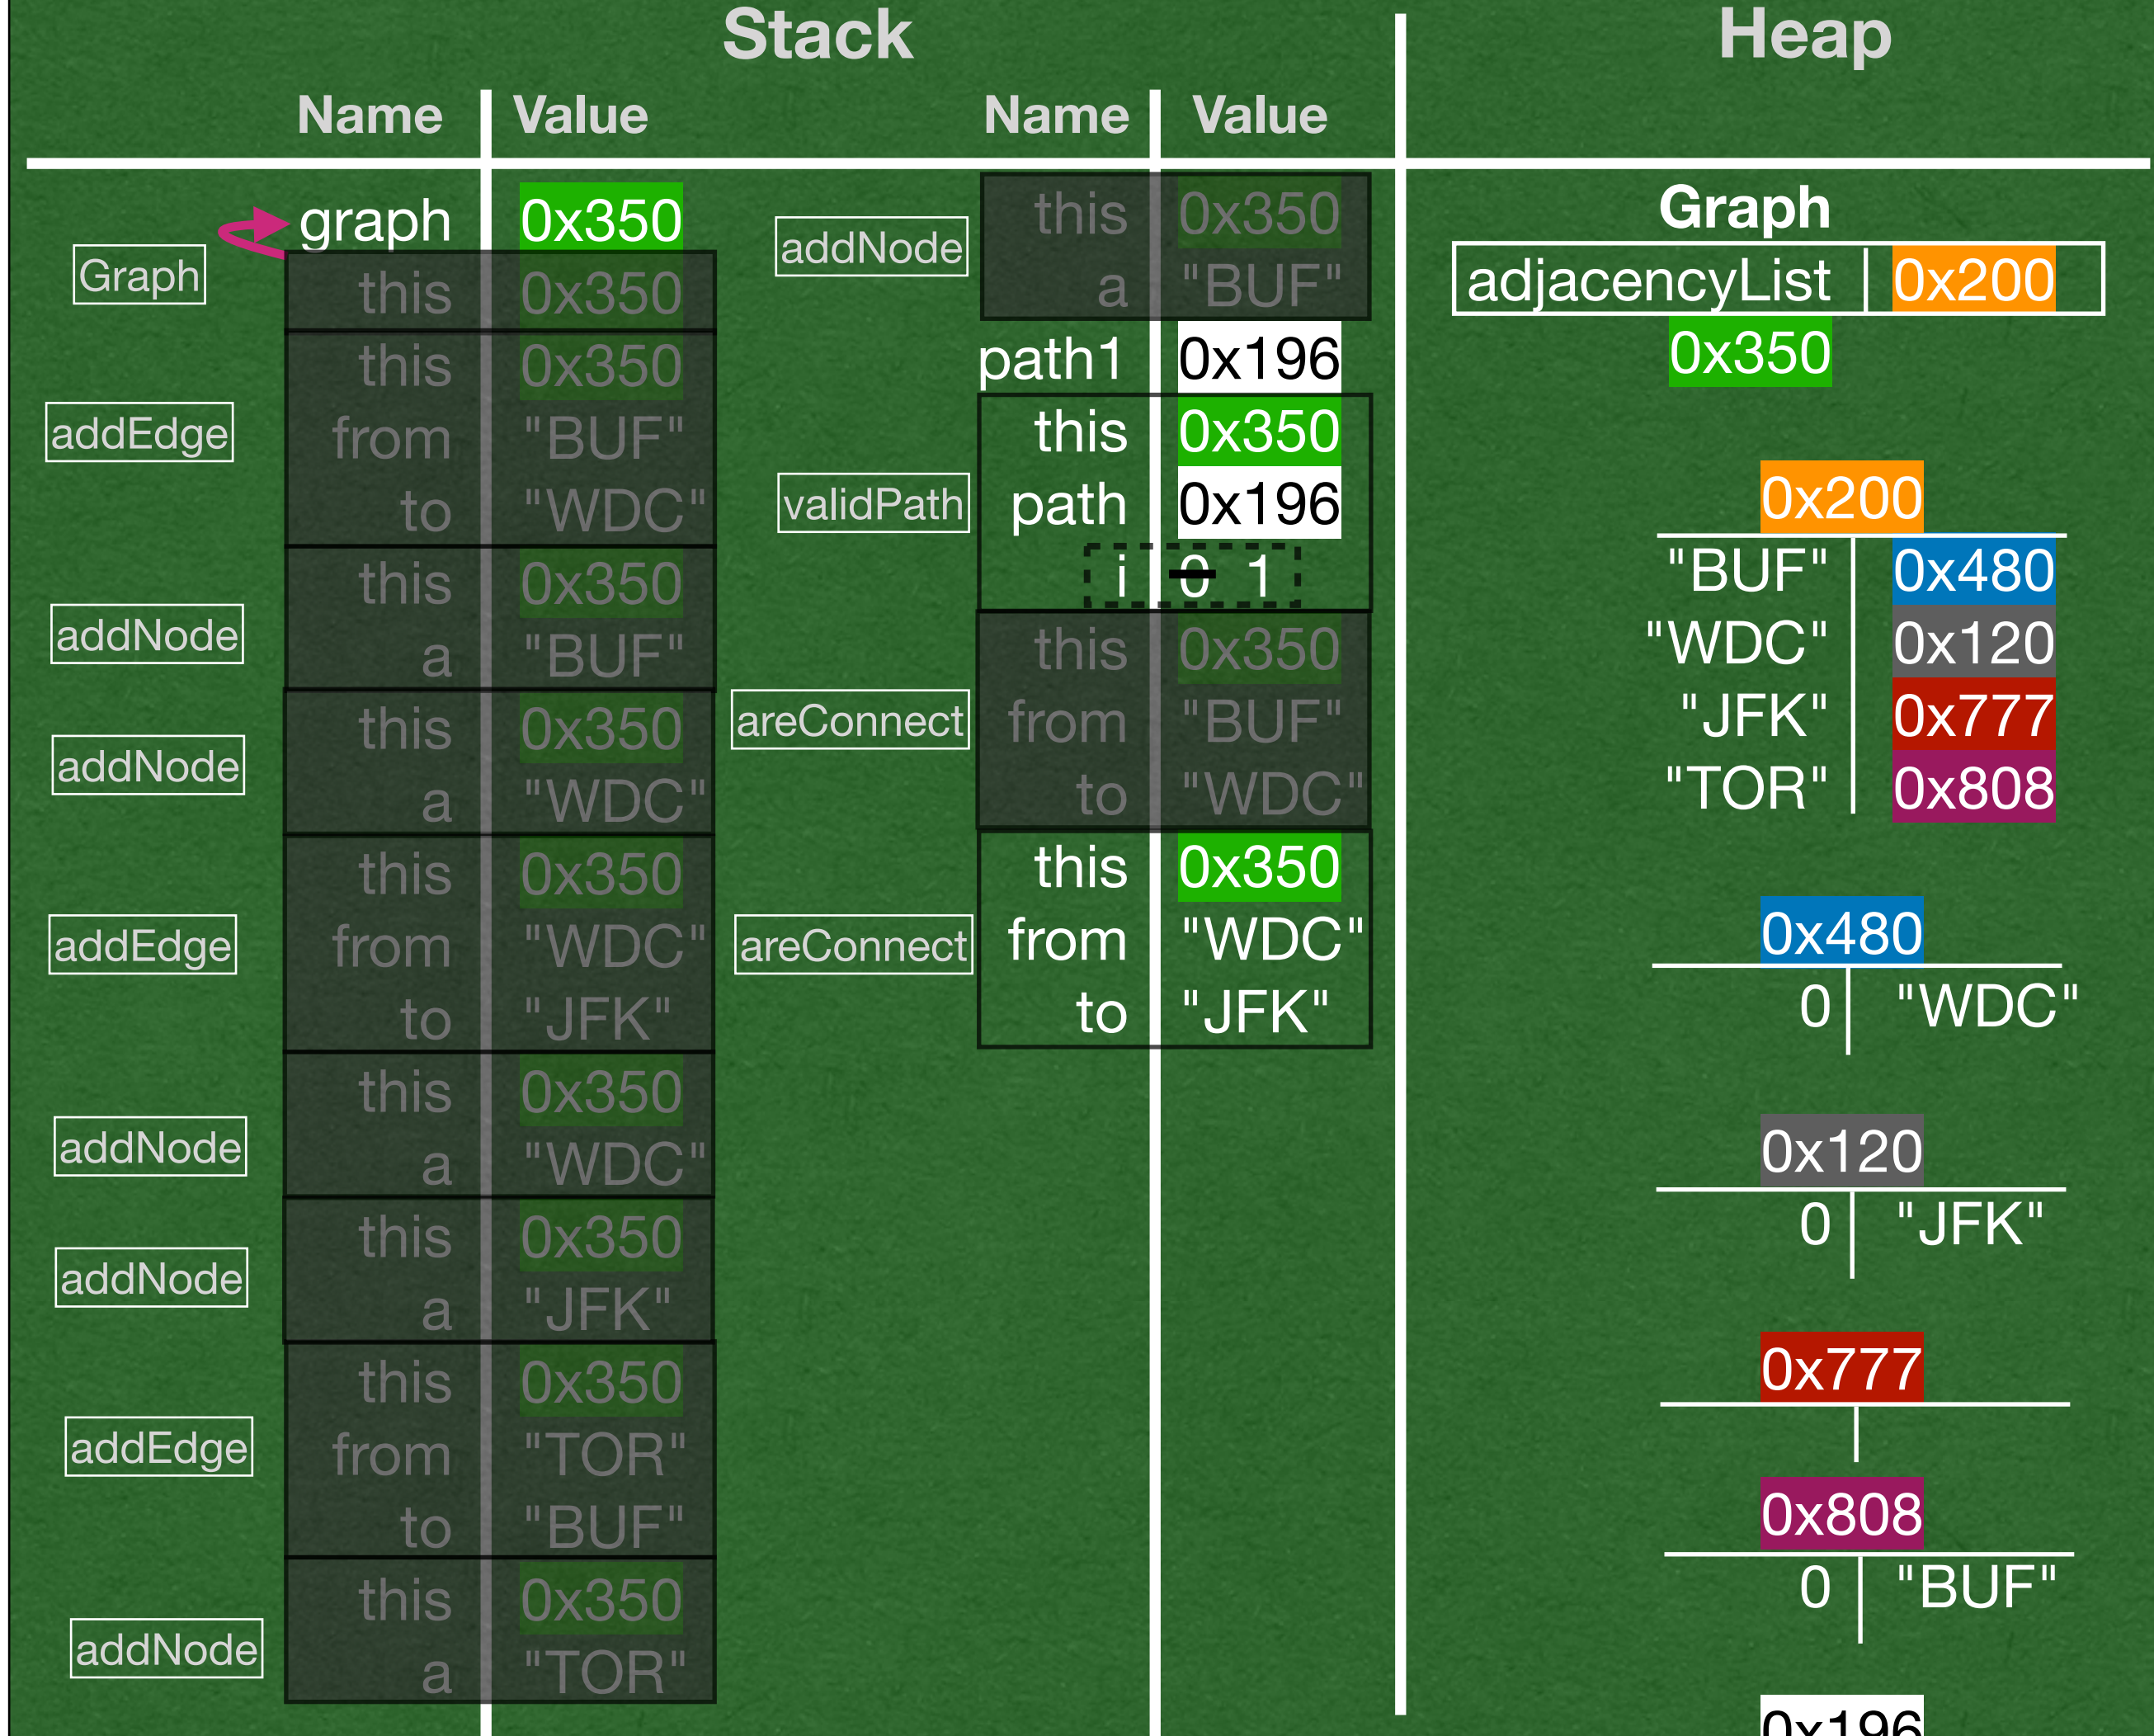 Stack
Heap
Name Value
Name Value
graph 0x350
Graph
this 0x350
addEdge
this 0x350
from "BUF"
to "WDC"
addNode
this 0x350
a "BUF"
addNode
this 0x350
a "WDC"
addEdge
this 0x350
from "WDC"
to "JFK"
addNode
this 0x350
a "WDC"
addNode
this 0x350
a "JFK"
addEdge
this 0x350
from "TOR"
to "BUF"
addNode
this 0x350
a "TOR"
addNode
this 0x350
a "BUF"
path1 0x196
validPath
this 0x350
path 0x196
i 0 1
areConnect
this 0x350
from "BUF"
to "WDC"
areConnect
this 0x350
from "WDC"
to "JFK"
Graph
adjacencyList 0x200
0x350
0x200
"BUF" 0x480
"WDC" 0x120
"JFK" 0x777
"TOR" 0x808
0x480
0 "WDC"
0x120
0 "JFK"
0x777
0x808
0 "BUF"
0x196